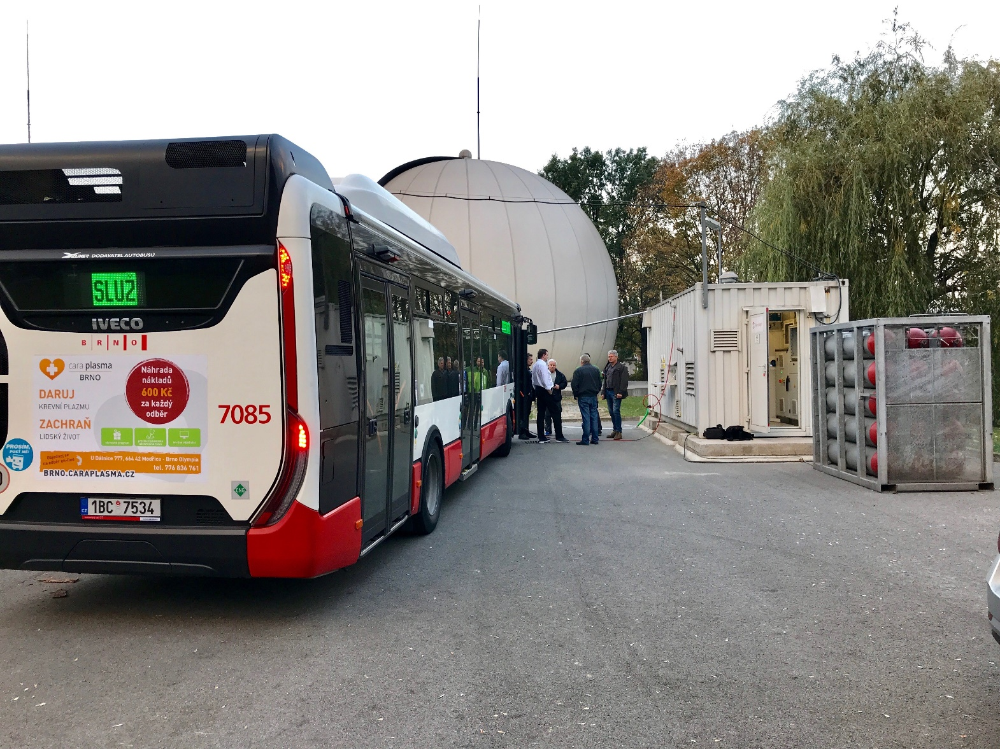 ZLINER DODAVATEL AUTOBUSŮ
SLUŽ
IVECO
BRNO
cara plasma
BRNO
DARUJ
KREVNÍ PLAZMU
ZACHRAŇ
LIDSKÝ ŽIVOT
Náhrada
nákladů
600 Kč
za každý
odběr
7085
PROSÍM,
PUSŤ MĚ!
Objednej se
na odběr on-line
U Dálnice 777, 664 42 Modřice - Brno Olympia
tel. 776 836 761
BRNO.CARAPLASMA.CZ
CNG
CZ
1BC 7534